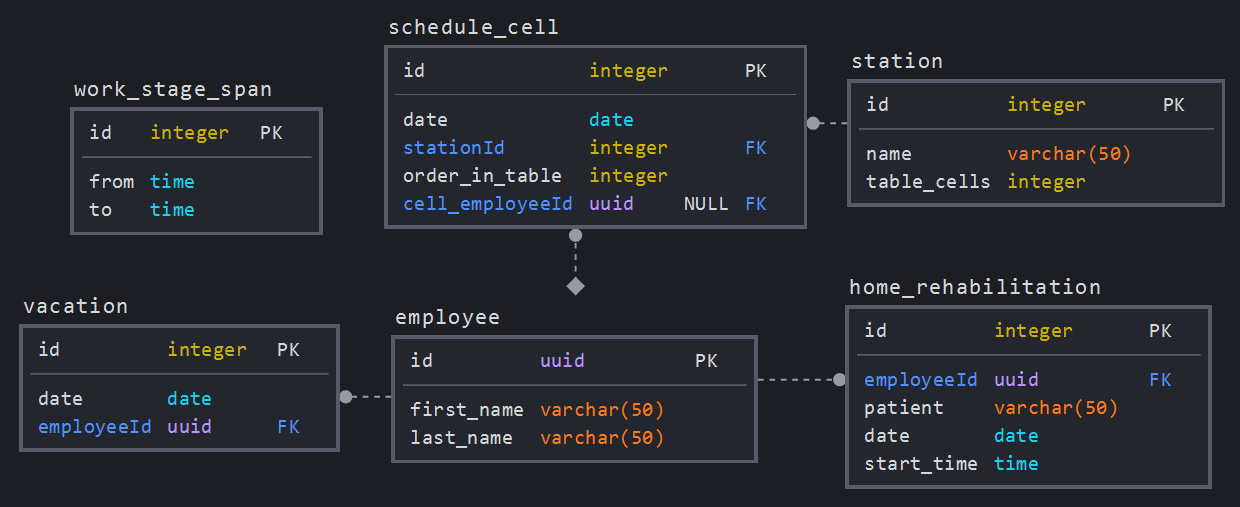 schedule_cell
id integer PK
date date
stationId integer FK
order_in_table integer
cell_employeeId uuid NULL FK
station
id integer PK
name varchar(50)
table_cells integer
work_stage_span
id integer PK
from time
to time
vacation
id integer PK
date date
employeeId uuid FK
employee
id uuid PK
first_name varchar(50)
last_name varchar(50)
home_rehabilitation
id integer PK
employeeId uuid FK
patient varchar(50)
date date
start_time time